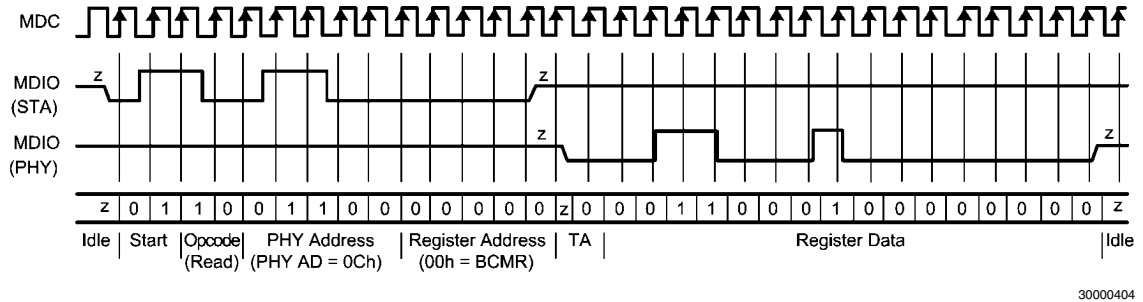 MDC
z z
MDIO
(STA)
MDIO
(PHY)
z z
z 0 1 1 0 0 1 1 0 0 0 0 0 0 0 z 0 0 0 1 1 0 0 0 1 0 0 0 0 0 0 0 0 z
Idle Start Opcode PHY Address Register Address TA Register Data Idle
(Read) (PHY AD = 0Ch) (00h = BCMR)
30000404